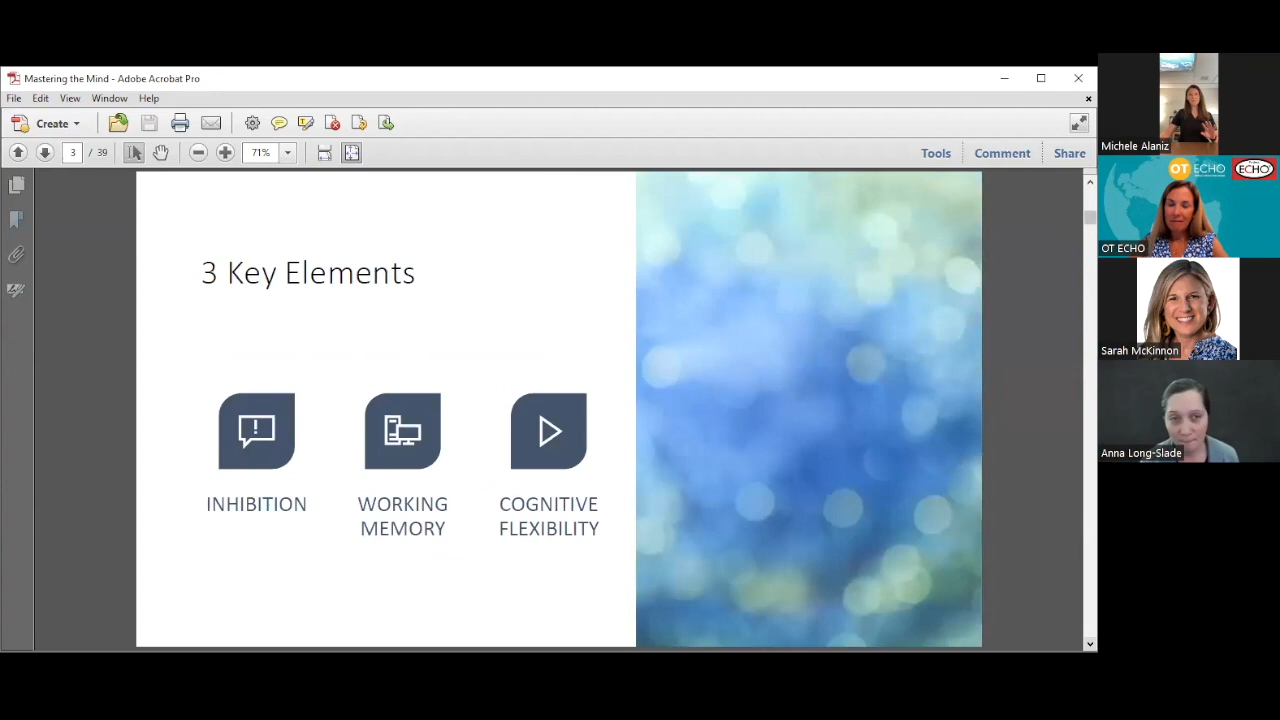 Mastering the Mind - Adobe Acrobat Pro
File Edit View Window Help
Create
3 / 39
71%
Tools Comment Share
3 Key Elements
INHIBITION
WORKING
MEMORY
COGNITIVE
FLEXIBILITY
Michele Alaniz
OT ECHO
ECHO
OT ECHO
Sarah McKinnon
Anna Long-Slade